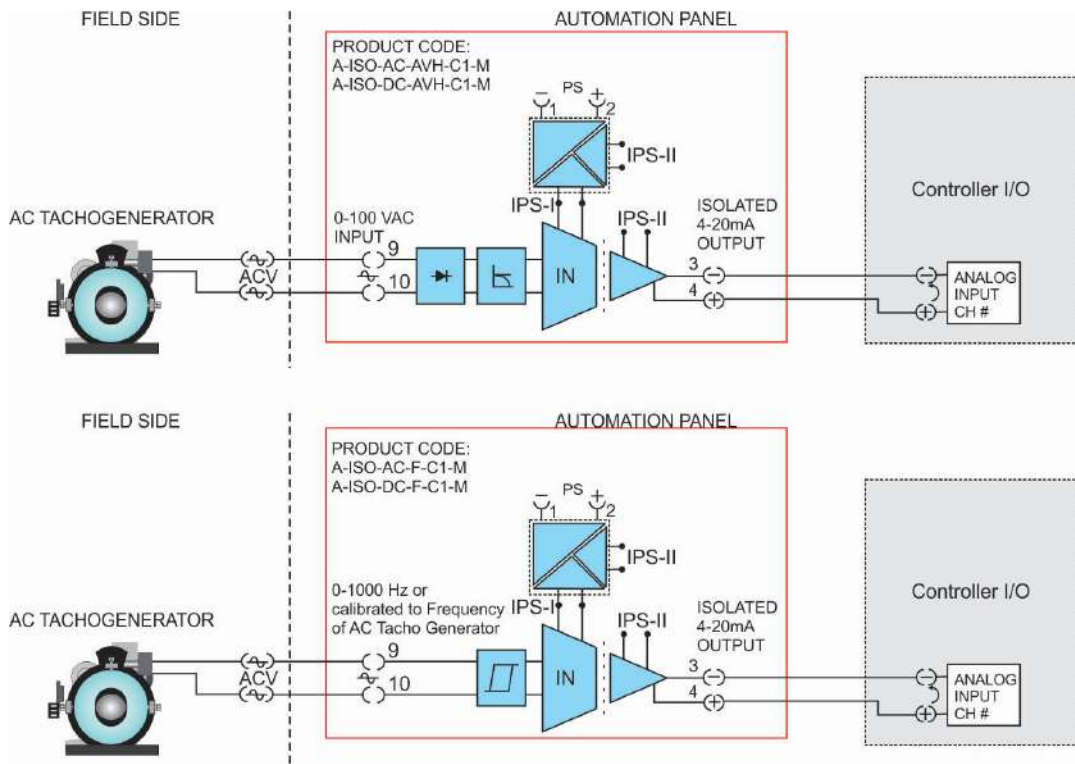 FIELD SIDE
AUTOMATION PANEL
PRODUCT CODE:
A-ISO-AC-AVH-C1-M
A-ISO-DC-AVH-C1-M
− PS +
1 2
IPS-II
Controller I/O
AC TACHOGENERATOR
0-100 VAC
INPUT
IPS-I
IPS-II
ISOLATED
4-20mA
OUTPUT
9
ACV
10
IN
3 −
4 +
− ANALOG
INPUT
+ CH #
FIELD SIDE
AUTOMATION PANEL
PRODUCT CODE:
A-ISO-AC-F-C1-M
A-ISO-DC-F-C1-M
− PS +
1 2
IPS-II
Controller I/O
AC TACHOGENERATOR
0-1000 Hz or
calibrated to Frequency
of AC Tacho Generator
IPS-I
IPS-II
ISOLATED
4-20mA
OUTPUT
9
ACV
10
IN
3 −
4 +
− ANALOG
INPUT
+ CH #